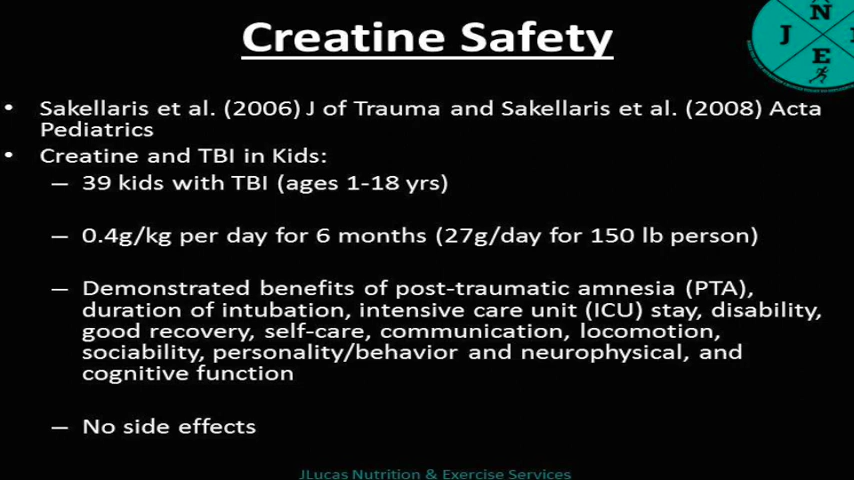 Creatine Safety
J
N
E
• Sakellaris et al. (2006) J of Trauma and Sakellaris et al. (2008) Acta
Pediatrics
• Creatine and TBI in Kids:
– 39 kids with TBI (ages 1-18 yrs)
– 0.4g/kg per day for 6 months (27g/day for 150 lb person)
– Demonstrated benefits of post-traumatic amnesia (PTA),
duration of intubation, intensive care unit (ICU) stay, disability,
good recovery, self-care, communication, locomotion,
sociability, personality/behavior and neurophysical, and
cognitive function
– No side effects
JLucas Nutrition & Exercise Services